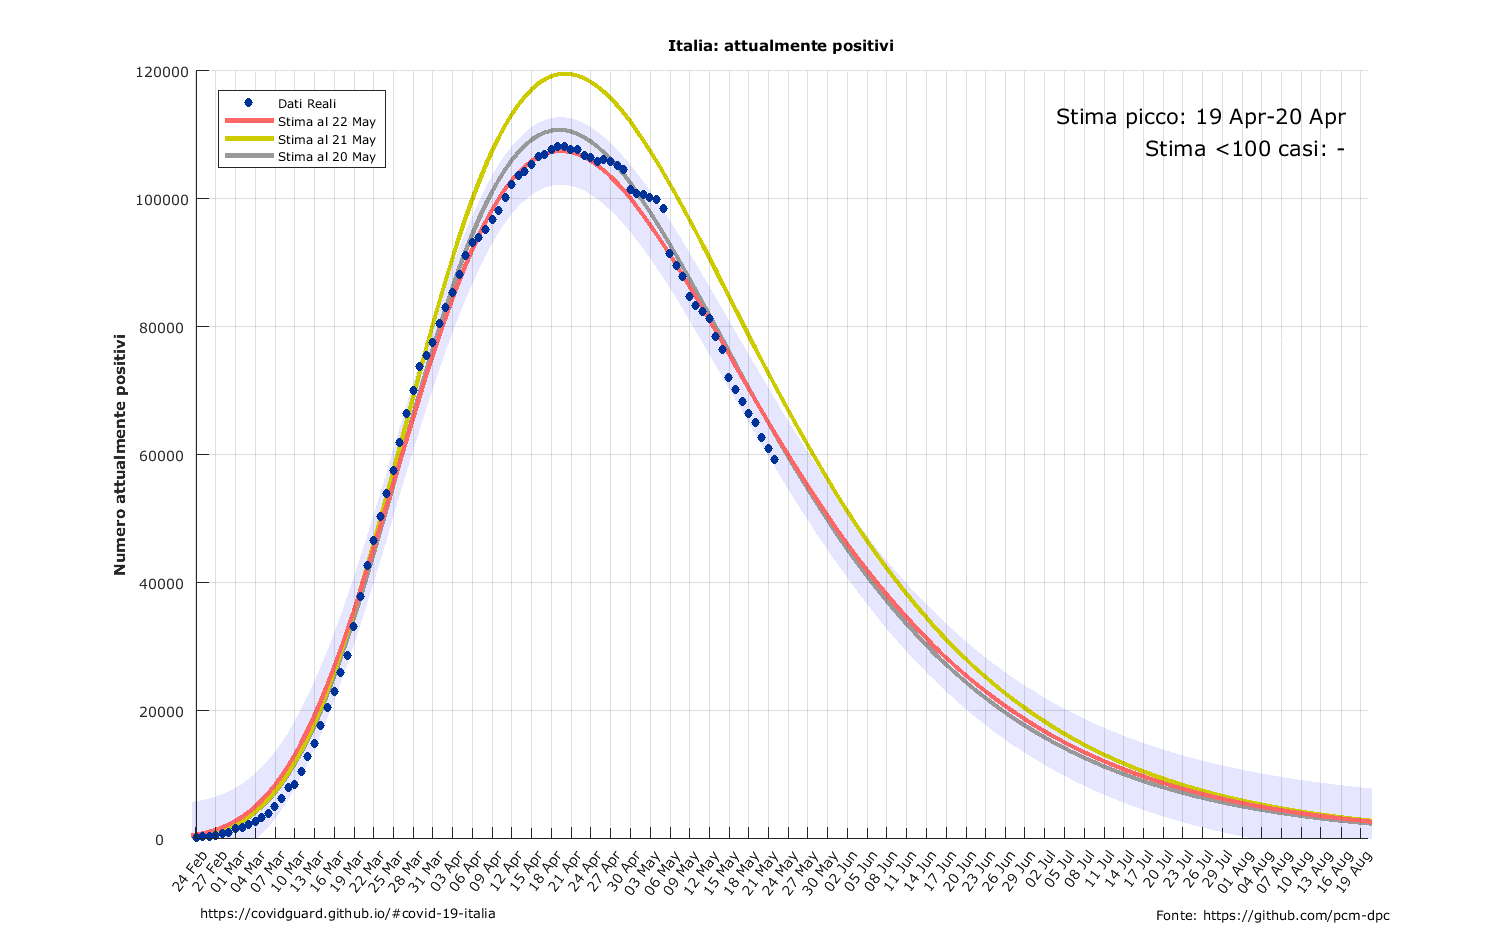 Italia: attualmente positivi
120000
100000
80000
60000
40000
20000
0
Numero attualmente positivi
Dati Reali
Stima al 22 May
Stima al 21 May
Stima al 20 May
Stima picco: 19 Apr-20 Apr
Stima <100 casi: -
24 Feb
27 Feb
01 Mar
04 Mar
07 Mar
10 Mar
13 Mar
16 Mar
19 Mar
22 Mar
25 Mar
28 Mar
31 Mar
03 Apr
06 Apr
09 Apr
12 Apr
15 Apr
18 Apr
21 Apr
24 Apr
27 Apr
30 Apr
03 May
06 May
09 May
12 May
15 May
18 May
21 May
24 May
27 May
30 May
02 Jun
05 Jun
08 Jun
11 Jun
14 Jun
17 Jun
20 Jun
23 Jun
26 Jun
29 Jun
02 Jul
05 Jul
08 Jul
11 Jul
14 Jul
17 Jul
20 Jul
23 Jul
26 Jul
29 Jul
01 Aug
04 Aug
07 Aug
10 Aug
13 Aug
16 Aug
19 Aug
https://covidguard.github.io/#covid-19-italia
Fonte: https://github.com/pcm-dpc